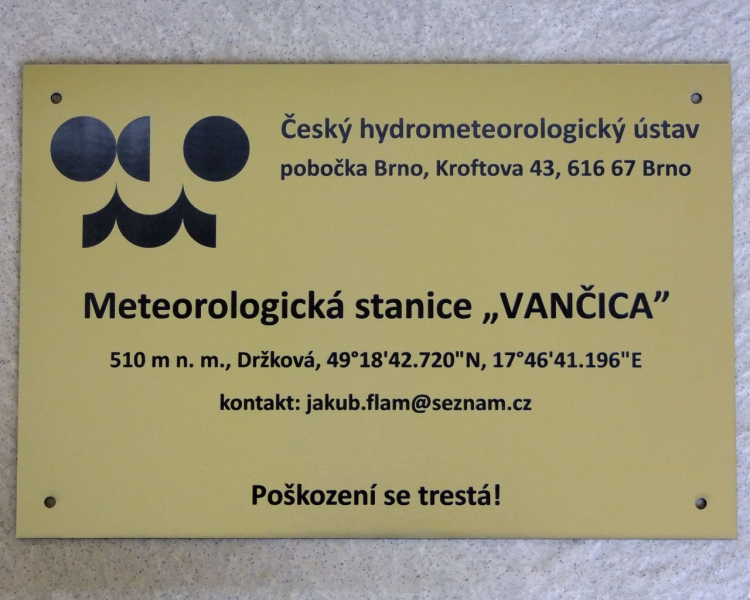 Český hydrometeorologický ústav
pobočka Brno, Kroftova 43, 616 67 Brno
Meteorologická stanice „VANČICA”
510 m n. m., Držková, 49°18'42.720"N, 17°46'41.196"E
kontakt: jakub.flam@seznam.cz
Poškození se trestá!